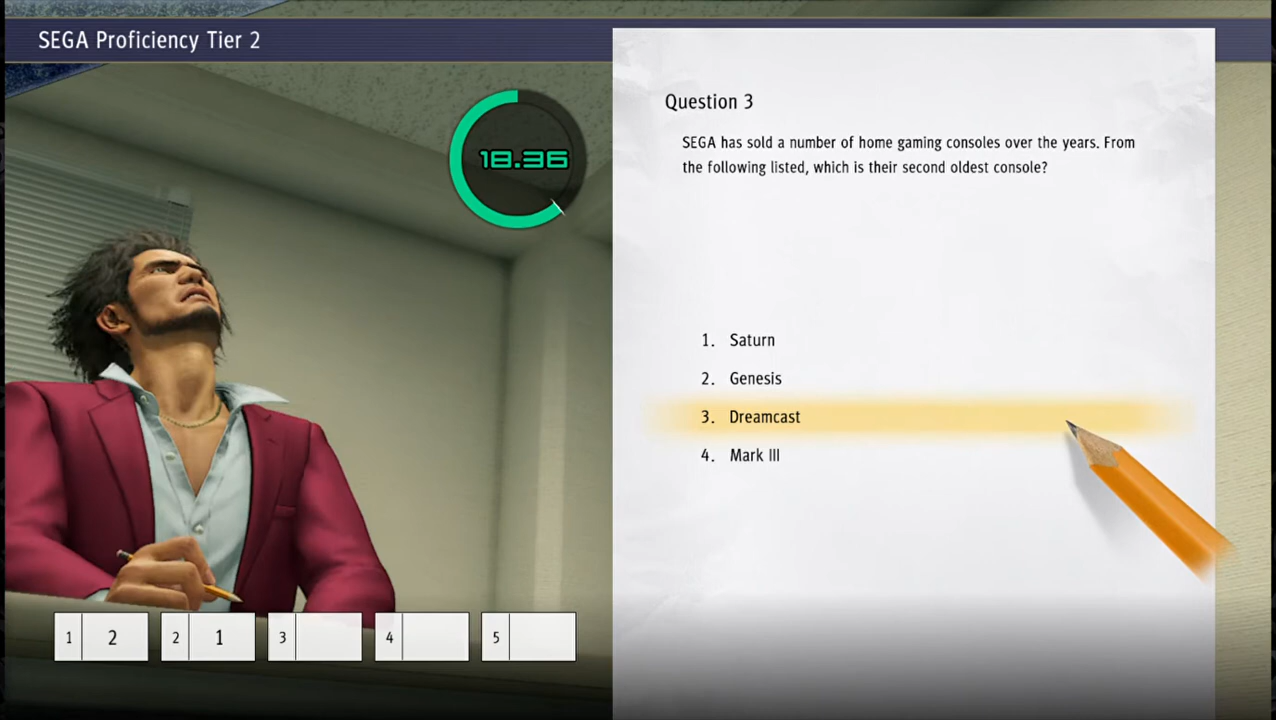 SEGA Proficiency Tier 2
18.36
Question 3
SEGA has sold a number of home gaming consoles over the years. From
the following listed, which is their second oldest console?
1. Saturn
2. Genesis
3. Dreamcast
4. Mark III
1 2 2 1 3 4 5